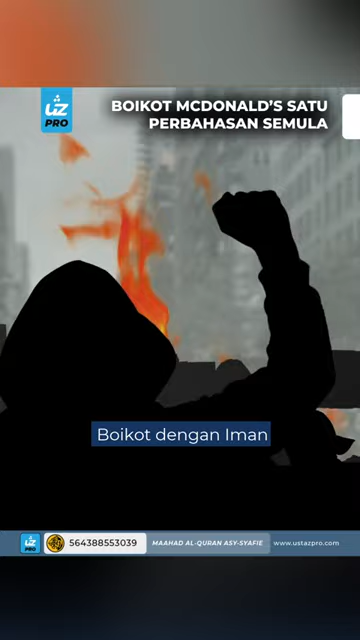 UZ
PRO
BOIKOT MCDONALD'S SATU
PERBAHASAN SEMULA
Boikot dengan Iman
UZ
PRO
564388553039
MAAHAD AL-QURAN ASY-SYAFIE
www.ustazpro.com